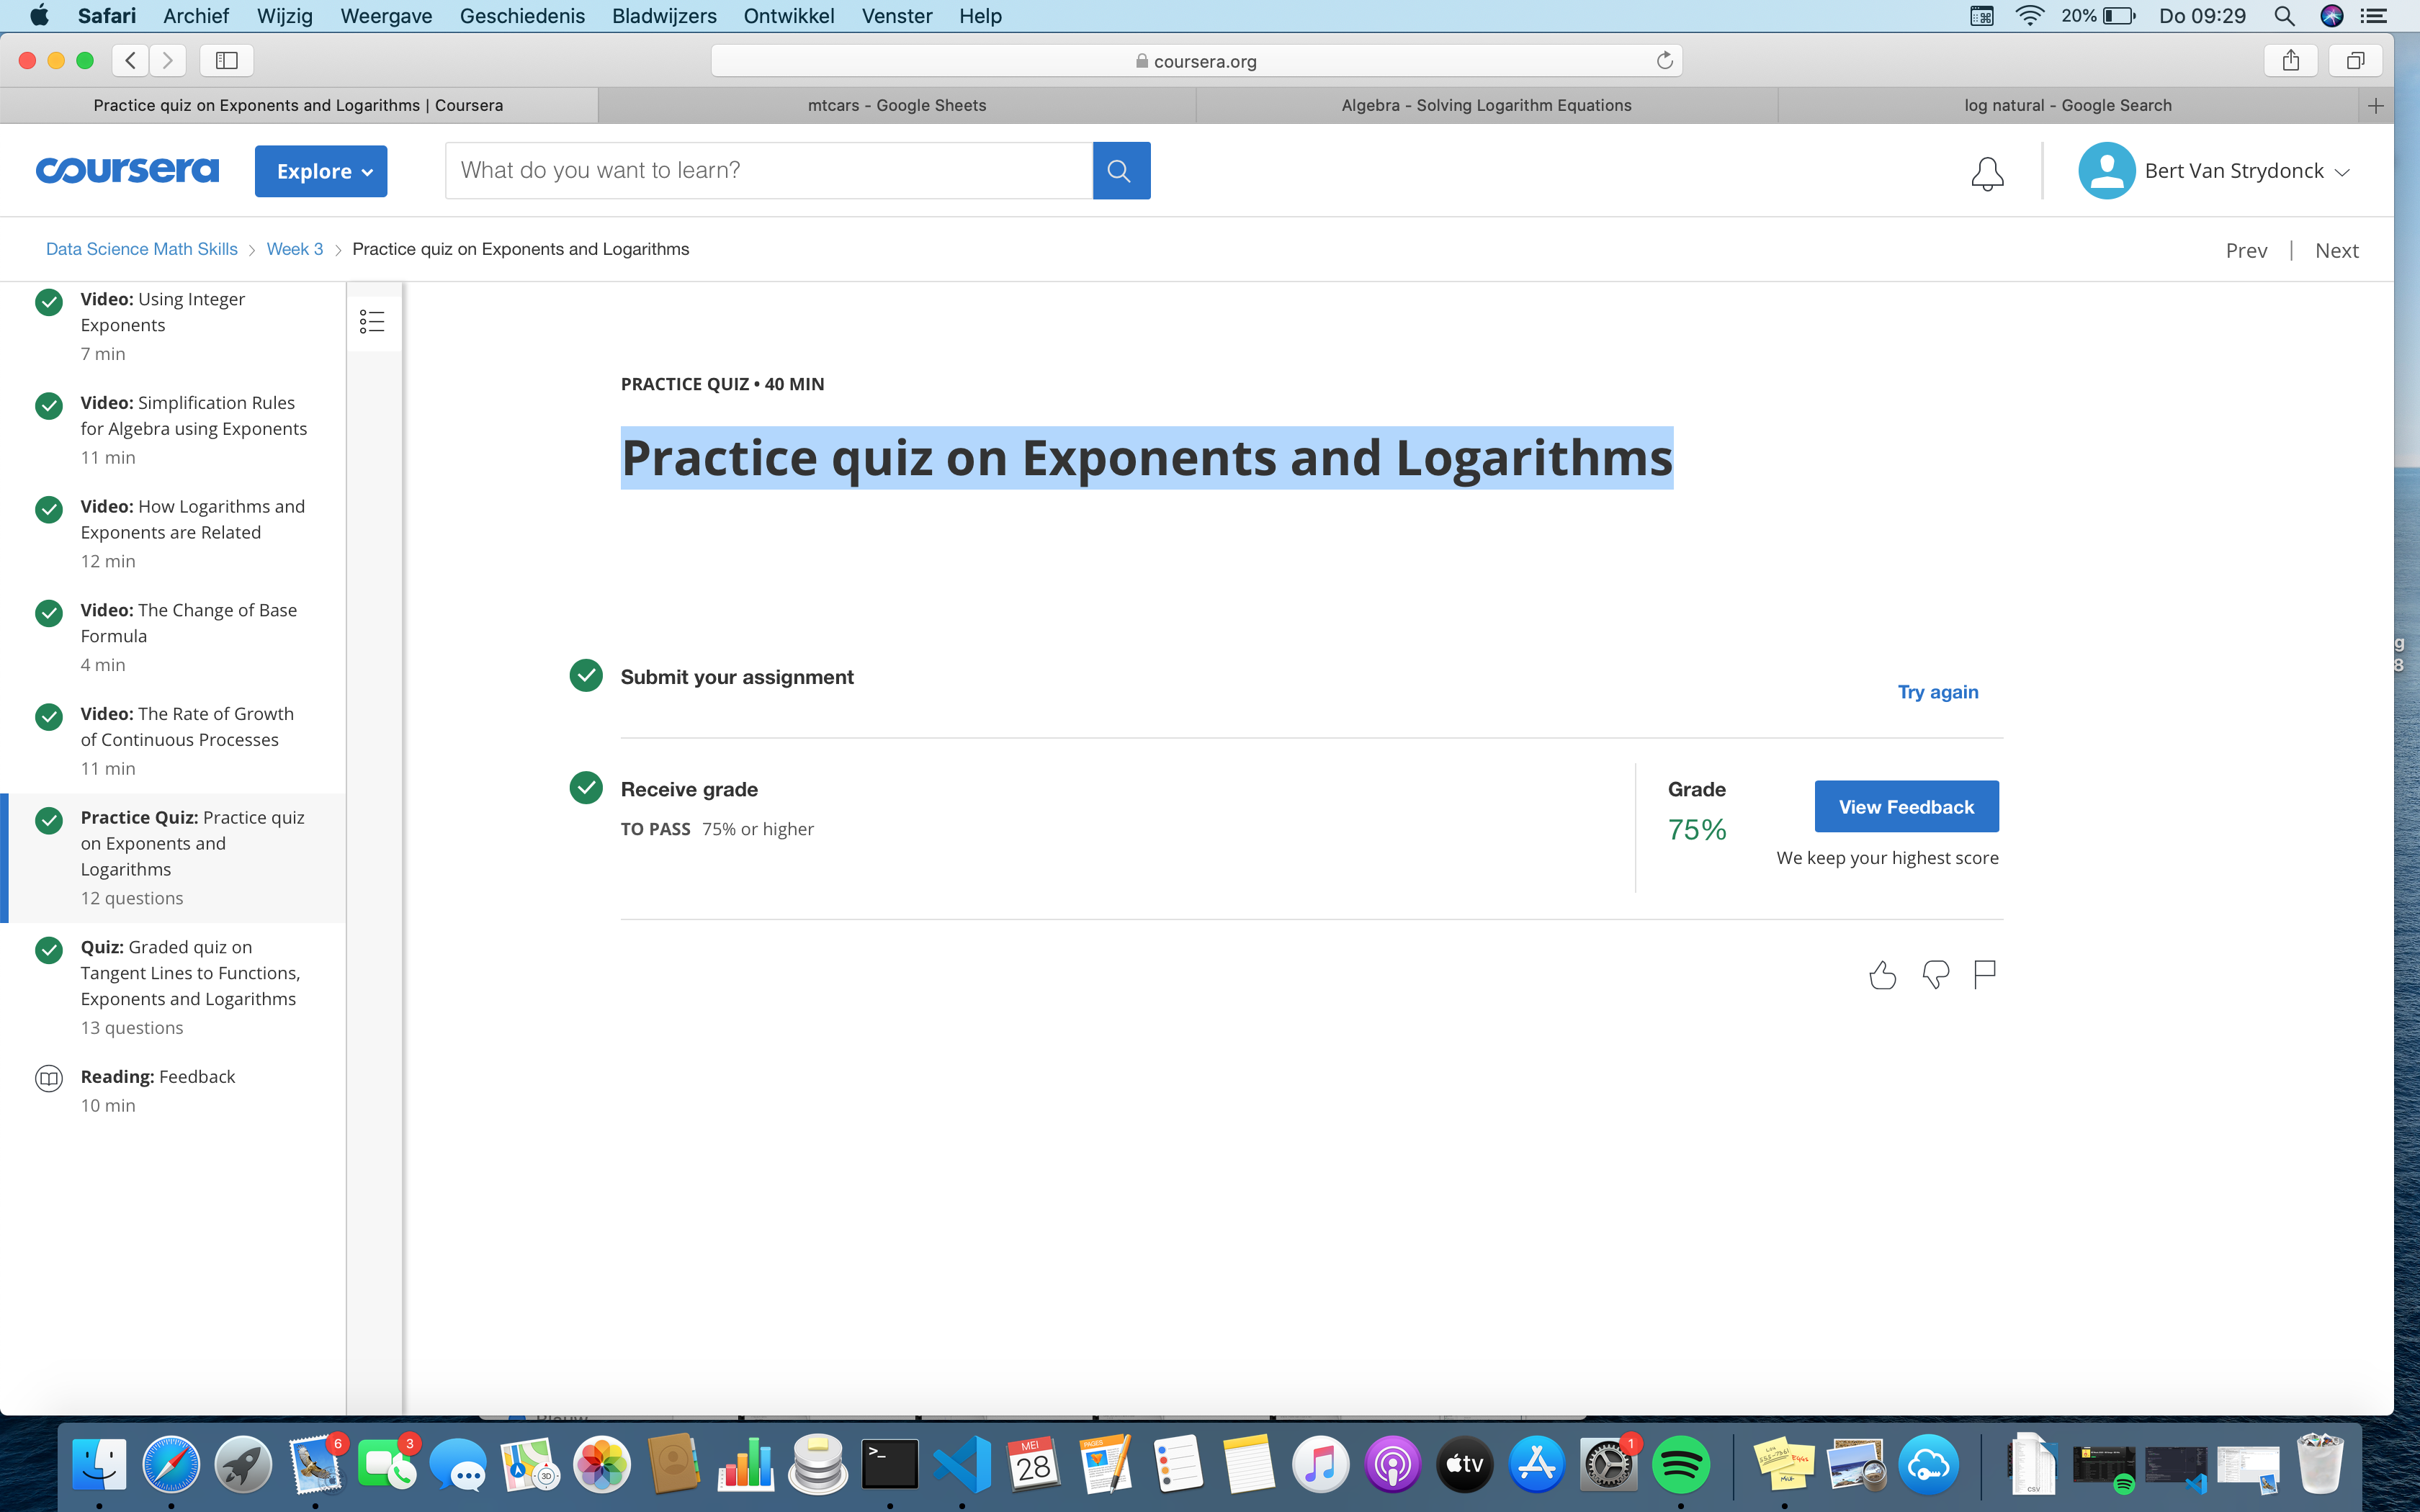 Safari Archief Wijzig Weergave Geschiedenis Bladwijzers Ontwikkel Venster Help 20% Do 09:29
coursera.org
Practice quiz on Exponents and Logarithms | Coursera
mtcars - Google Sheets
Algebra - Solving Logarithm Equations
log natural - Google Search
coursera
Explore
What do you want to learn?
Bert Van Strydonck
Data Science Math Skills
Week 3
Practice quiz on Exponents and Logarithms
Prev | Next
Video: Using Integer
Exponents
7 min
Video: Simplification Rules
for Algebra using Exponents
11 min
Video: How Logarithms and
Exponents are Related
12 min
Video: The Change of Base
Formula
4 min
Video: The Rate of Growth
of Continuous Processes
11 min
Practice Quiz: Practice quiz
on Exponents and
Logarithms
12 questions
Quiz: Graded quiz on
Tangent Lines to Functions,
Exponents and Logarithms
13 questions
Reading: Feedback
10 min
PRACTICE QUIZ • 40 MIN
Practice quiz on Exponents and Logarithms
Submit your assignment
Try again
Receive grade
TO PASS 75% or higher
Grade
75%
View Feedback
We keep your highest score
g
8
6
3
3D
>_
MEI
28
PAGES
tv
1
CSV